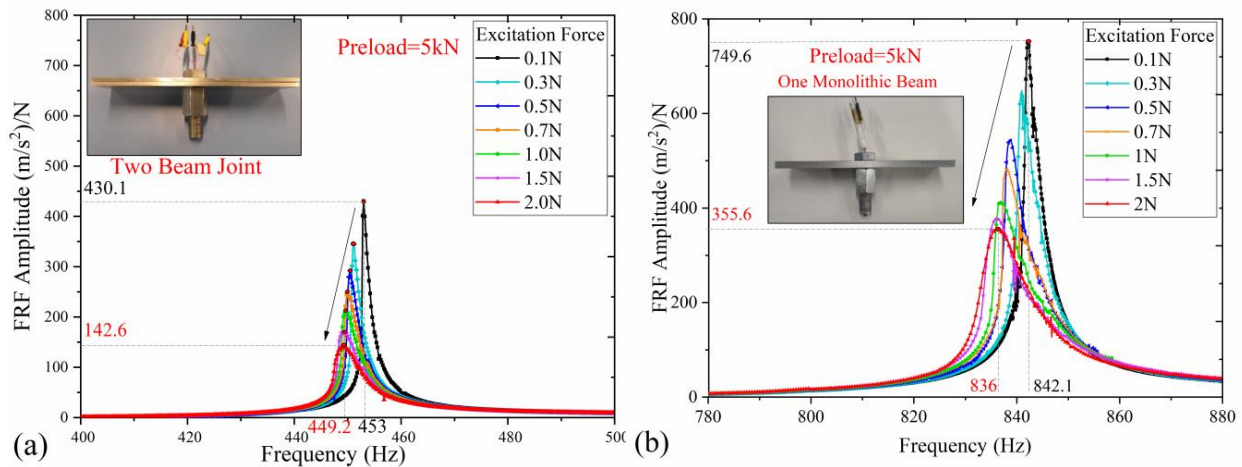 800
700
600
500
430.1
400
300
200
142.6
100
0
FRF Amplitude (m/s²)/N
Two Beam Joint
Preload=5kN
Excitation Force
0.1N
0.3N
0.5N
0.7N
1.0N
1.5N
2.0N
400
420
440
449.2
453
460
480
500
(a)
Frequency (Hz)
800
749.6
600
400
355.6
200
0
FRF Amplitude (m/s²)/N
Preload=5kN
One Monolithic Beam
Excitation Force
0.1N
0.3N
0.5N
0.7N
1N
1.5N
2N
836
842.1
780
800
820
840
860
880
(b)
Frequency (Hz)